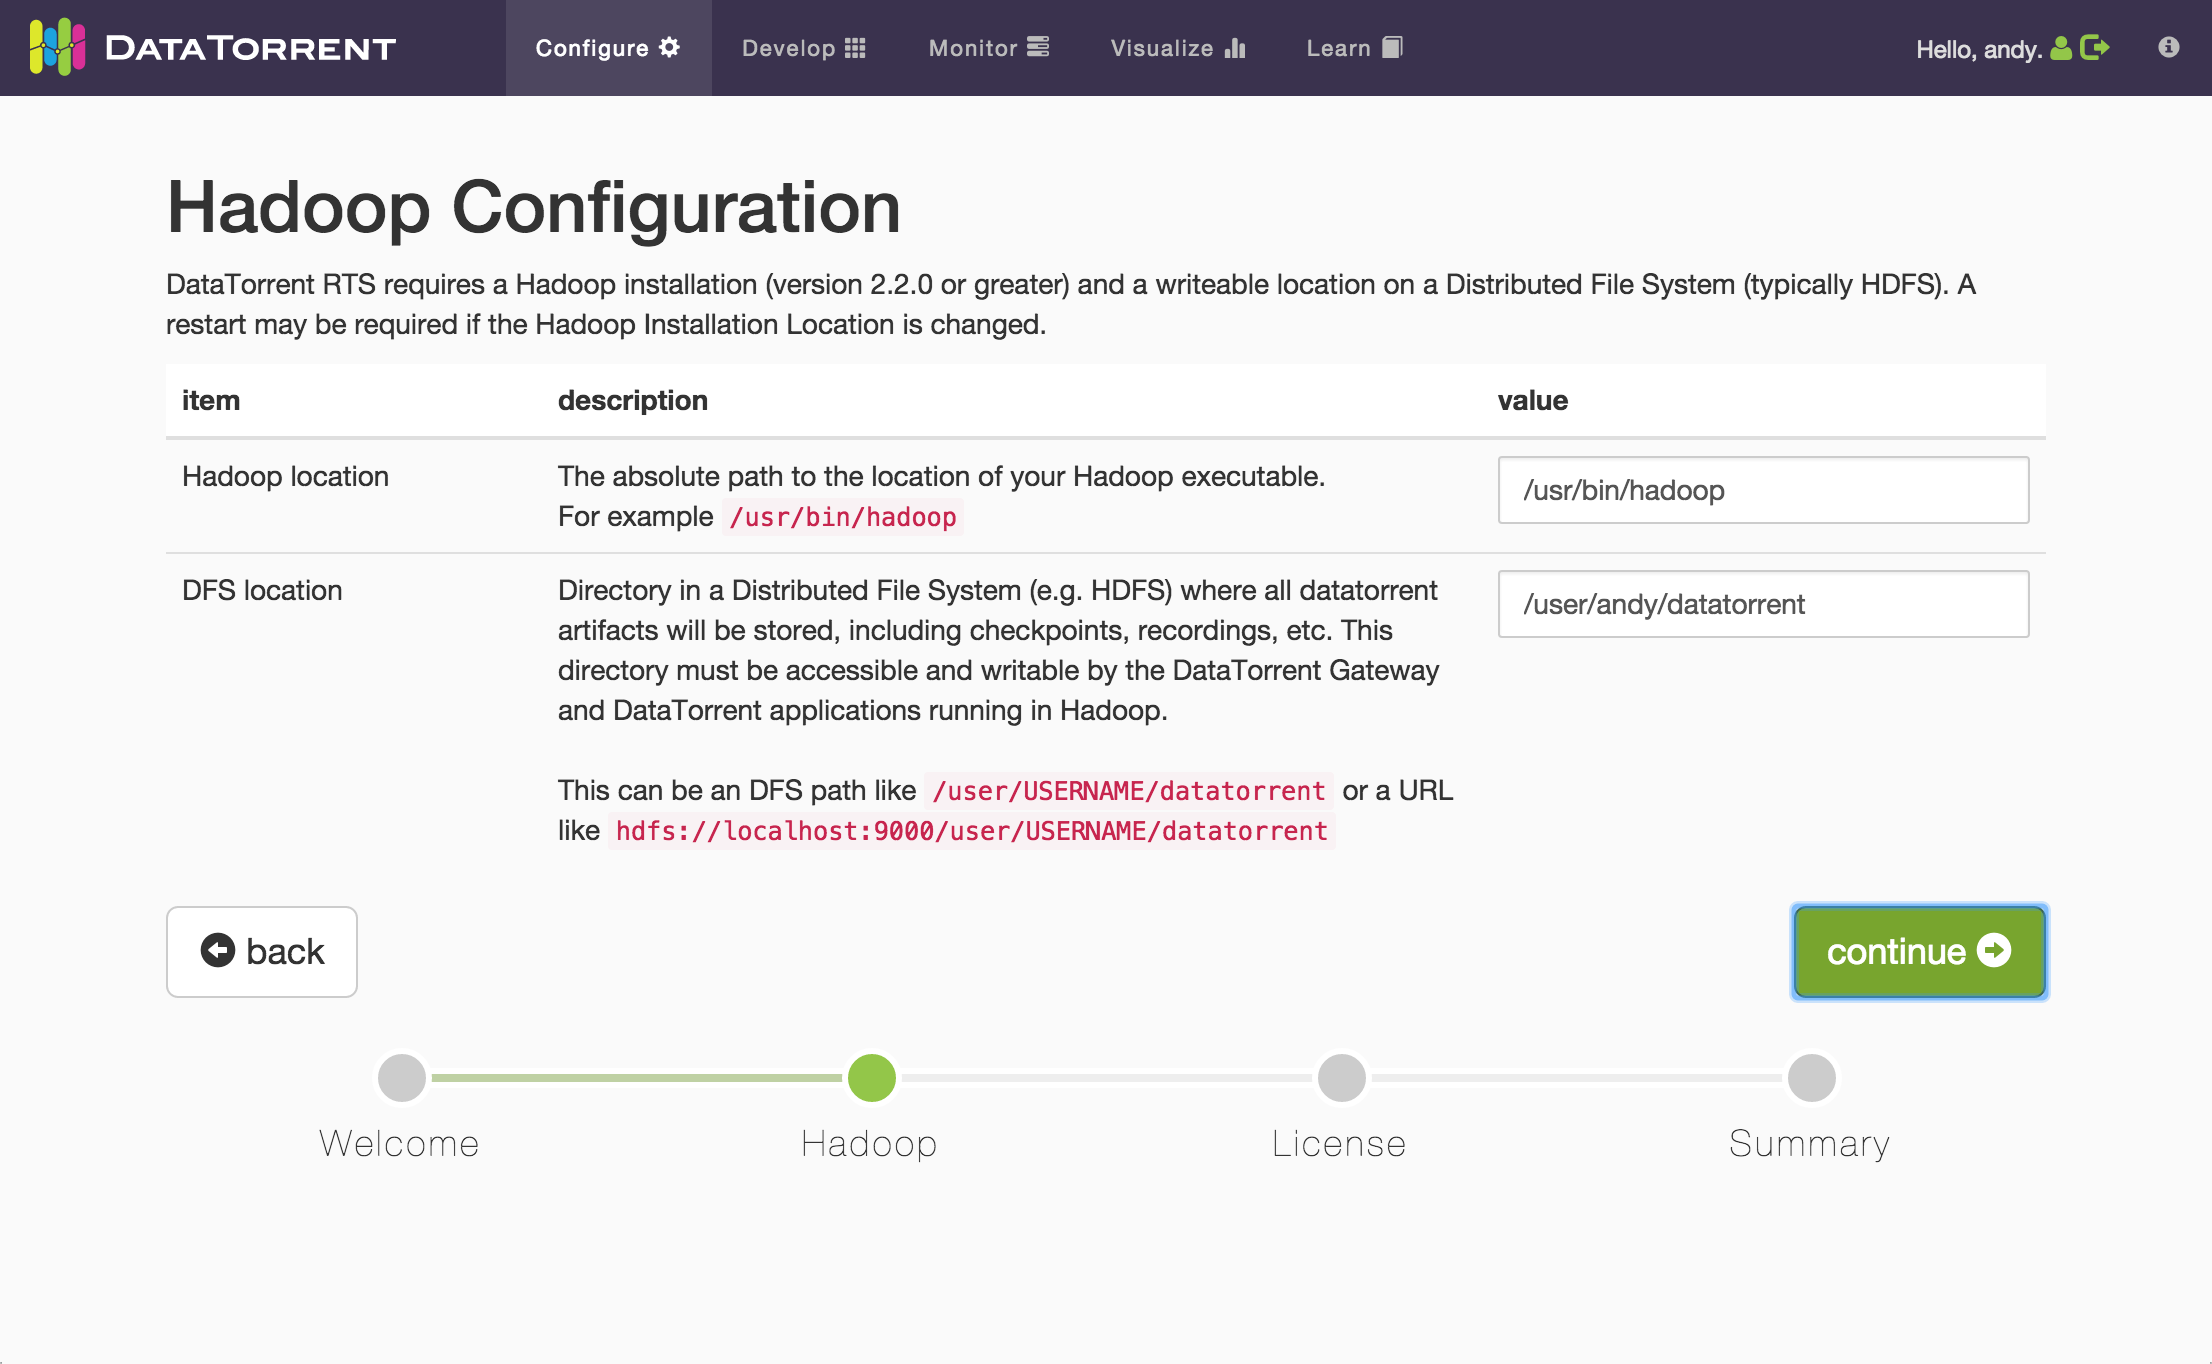 DATATORRENT
Configure
Develop
Monitor
Visualize
Learn
Hello, andy.
Hadoop Configuration
DataTorrent RTS requires a Hadoop installation (version 2.2.0 or greater) and a writeable location on a Distributed File System (typically HDFS). A
restart may be required if the Hadoop Installation Location is changed.
item
description
value
Hadoop location
The absolute path to the location of your Hadoop executable.
For example /usr/bin/hadoop
/usr/bin/hadoop
DFS location
Directory in a Distributed File System (e.g. HDFS) where all datatorrent
artifacts will be stored, including checkpoints, recordings, etc. This
directory must be accessible and writable by the DataTorrent Gateway
and DataTorrent applications running in Hadoop.
This can be an DFS path like /user/USERNAME/datatorrent or a URL
like hdfs://localhost:9000/user/USERNAME/datatorrent
/user/andy/datatorrent
back
continue
Welcome
Hadoop
License
Summary